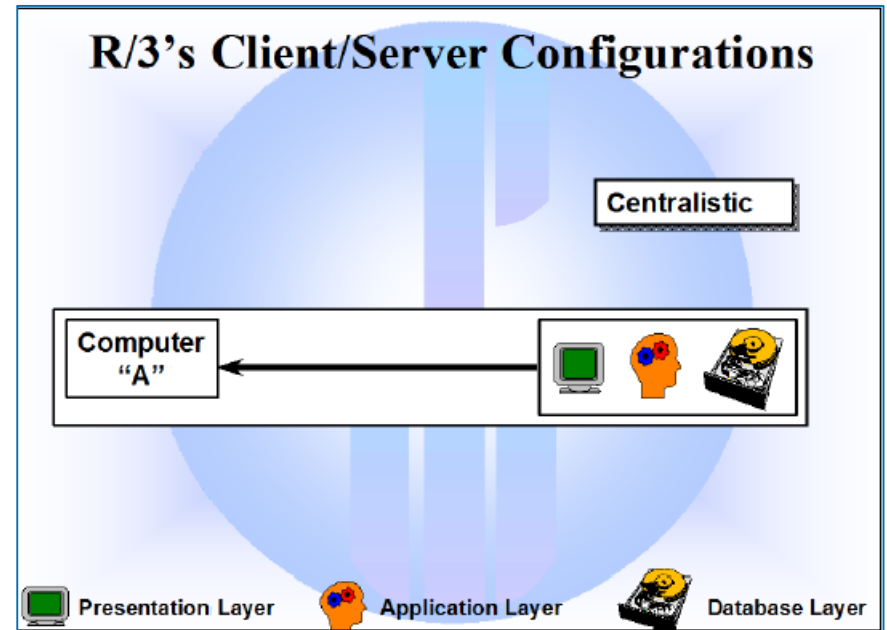 R/3's Client/Server Configurations
Centralistic
Computer
“A”
Presentation Layer
Application Layer
Database Layer